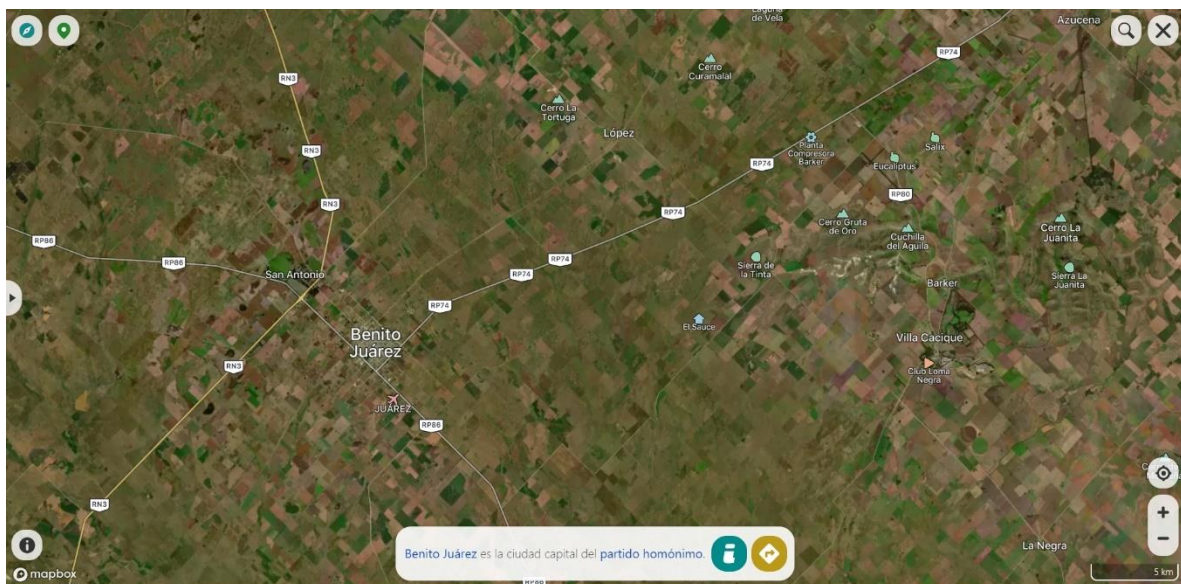 Laguna
de Vela
Azucena
RP74
Cerro
Curamalal
RN3
Cerro La
Tortuga
López
Planta
Compresora
Barker
Salix
RN3
RP74
Eucaliptus
RP80
RN3
RP74
Cerro Gruta
de Oro
Cuchilla
del Aguila
Cerro La
Juanita
RP86
RP86
San Antonio
RP74
RP74
Sierra de
la Tinta
Sierra La
Juanita
Barker
RP74
El Sauce
Benito
Juárez
Villa Cacique
RN3
Club Loma
Negra
JUÁREZ
RP86
RN3
La Negra
Benito Juárez es la ciudad capital del partido homónimo.
mapbox
5 km
RP86